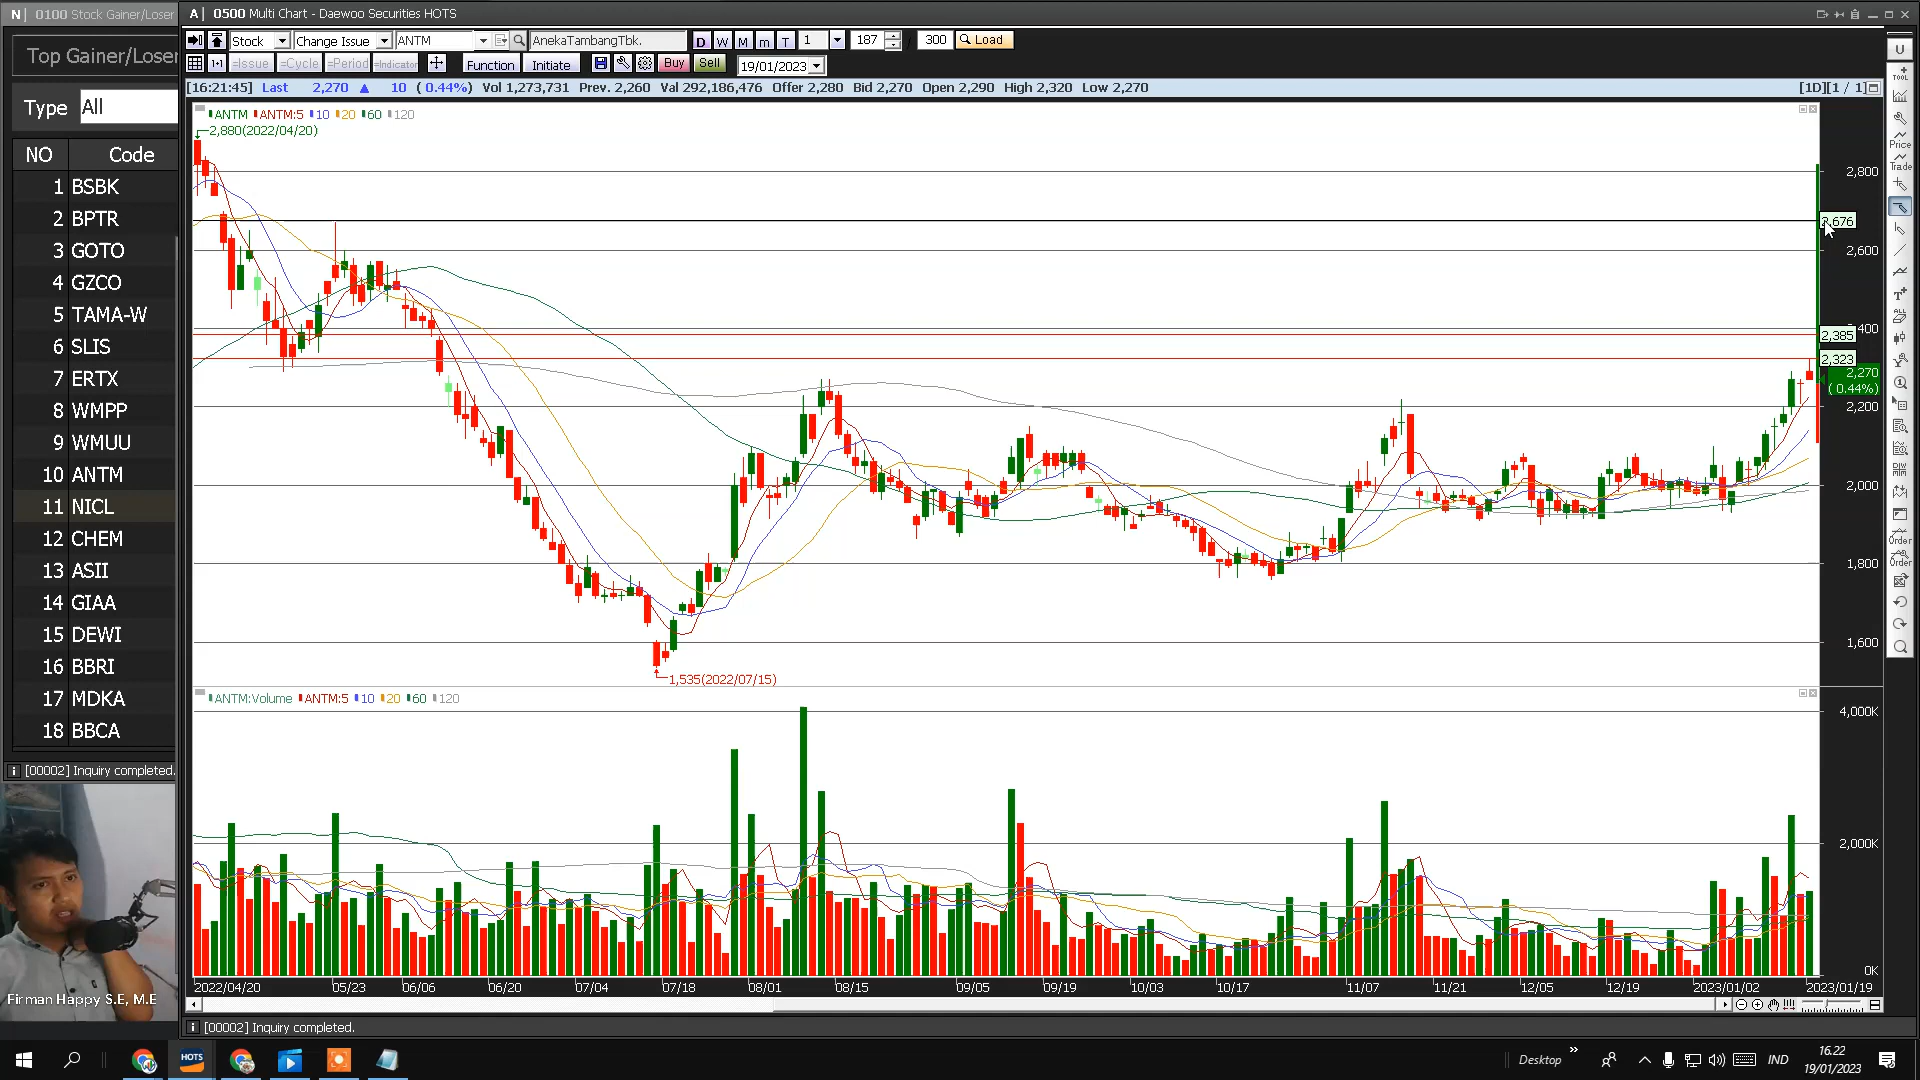 N 0100 Stock Gainer/Loser
Top Gainer/Loser
Type All
NO Code
1 BSBK
2 BPTR
3 GOTO
4 GZCO
5 TAMA-W
6 SLIS
7 ERTX
8 WMPP
9 WMUU
10 ANTM
11 NICL
12 CHEM
13 ASII
14 GIAA
15 DEWI
16 BBRI
17 MDKA
18 BBCA
[00002] Inquiry completed.
Firman Happy S.E, M.E
A 0500 Multi Chart - Daewoo Securities HOTS
Stock Change Issue ANTM AnekaTambangTbk. D W M m T 1 187 / 300 Load
1+1 =Issue =Cycle =Period =Indicator Function Initiate Buy Sell 19/01/2023
[16:21:45] Last 2,270 ▲ 10 ( 0.44%) Vol 1,273,731 Prev. 2,260 Val 292,186,476 Offer 2,280 Bid 2,270 Open 2,290 High 2,320 Low 2,270 [1D][1 / 1]
ANTM ANTM:5 10 20 60 120
2,880(2022/04/20)
1,535(2022/07/15)
2,800
2,676
2,600
2,400
2,385
2,323
2,270
( 0.44%)
2,200
2,000
1,800
1,600
ANTM:Volume ANTM:5 10 20 60 120
4,000K
2,000K
0K
2022/04/20 05/23 06/06 06/20 07/04 07/18 08/01 08/15 09/05 09/19 10/03 10/17 11/07 11/21 12/05 12/19 2023/01/02 2023/01/19
[00002] Inquiry completed.
U
TOOL
Price
Trade
ALL
DIV
Order
Order
HOTS
Desktop
IND
16.22
19/01/2023